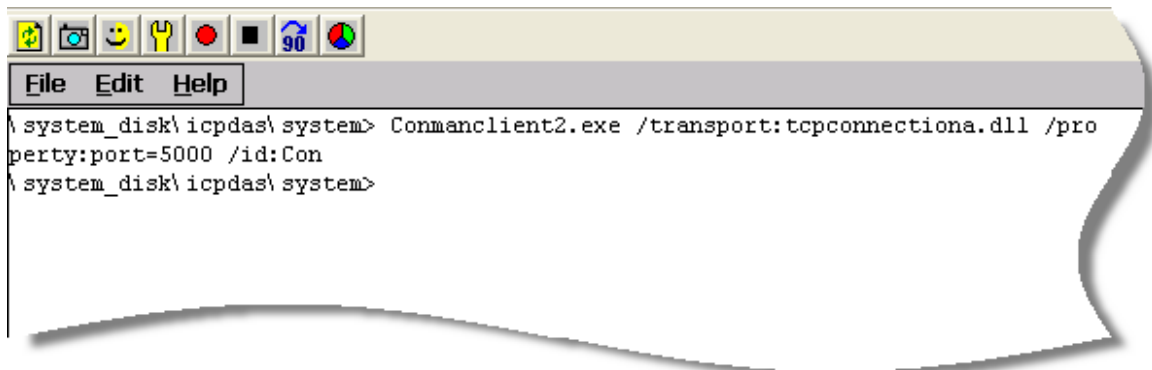 90
File Edit Help
\system_disk\icpdas\system> Conmanclient2.exe /transport:tcpconnectiona.dll /pro
perty:port=5000 /id:Con
\system_disk\icpdas\system>